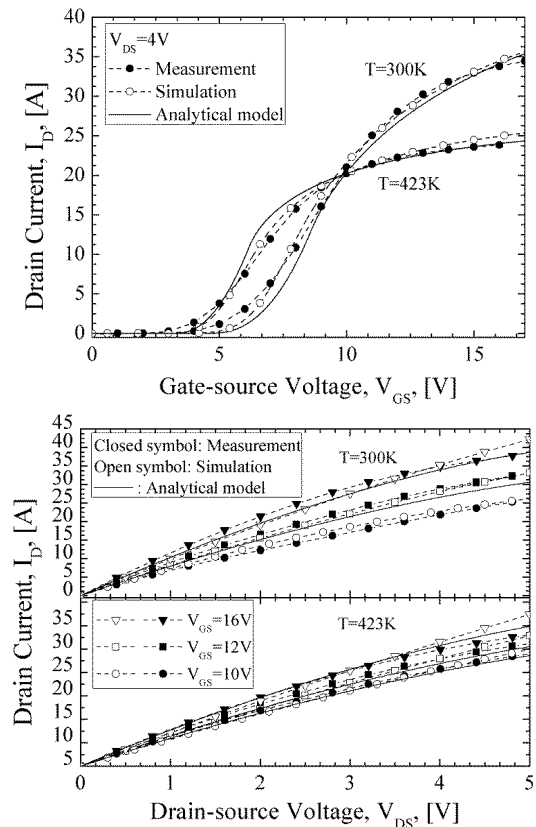 40
35
30
25
20
15
10
5
0
Drain Current, I_D, [A]
V_DS=4V
Measurement
Simulation
Analytical model
T=300K
T=423K
0 5 10 15
Gate-source Voltage, V_GS, [V]
45
40
35
30
25
20
15
10
5
0
Closed symbol: Measurement
Open symbol: Simulation
: Analytical model
T=300K
Drain Current, I_D, [A]
35
30
25
20
15
10
5
V_GS=16V
V_GS=12V
V_GS=10V
T=423K
0 1 2 3 4 5
Drain-source Voltage, V_DS, [V]